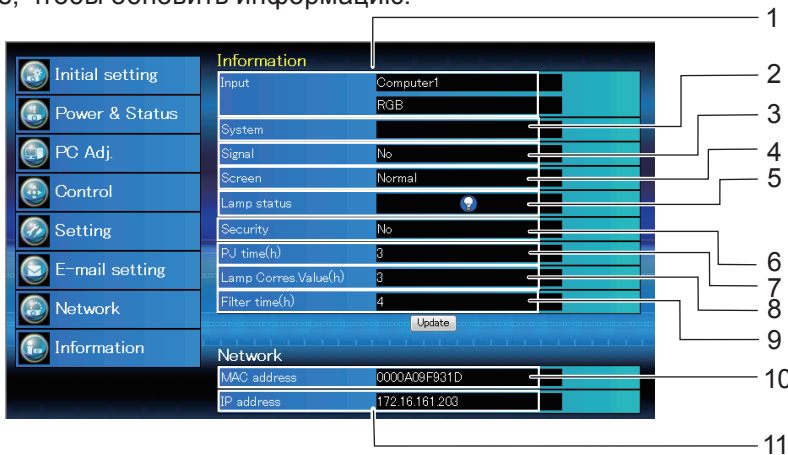 чтобы обновить информацию.
1
Information
Initial setting
Input
Computer1
2
RGB
Power & Status
System
3
PC Adj.
Signal
No
4
Screen
Normal
5
Control
Lamp status
Setting
Security
No
6
PJ time(h)
3
7
E-mail setting
Lamp Corres.Value(h)
3
8
Network
Filter time(h)
4
9
Update
Information
Network
MAC address
0000A09F931D
10
IP address
172.16.161.203
11